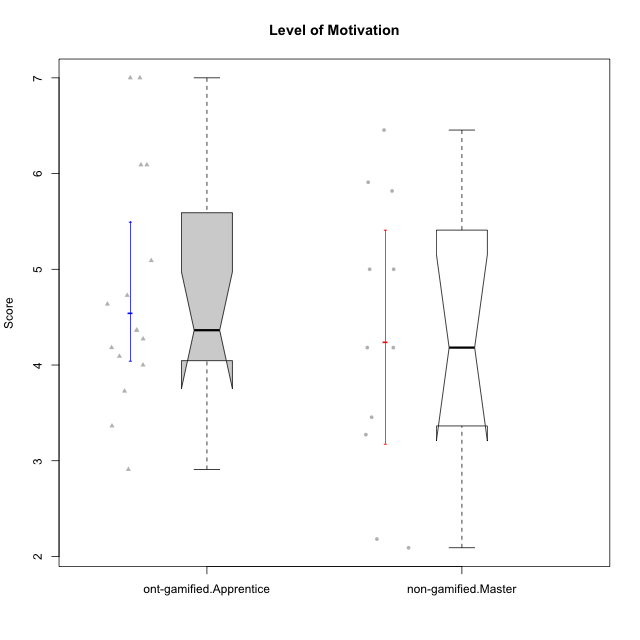 Level of Motivation
Score
7
6
5
4
3
2
ont-gamified.Apprentice
non-gamified.Master